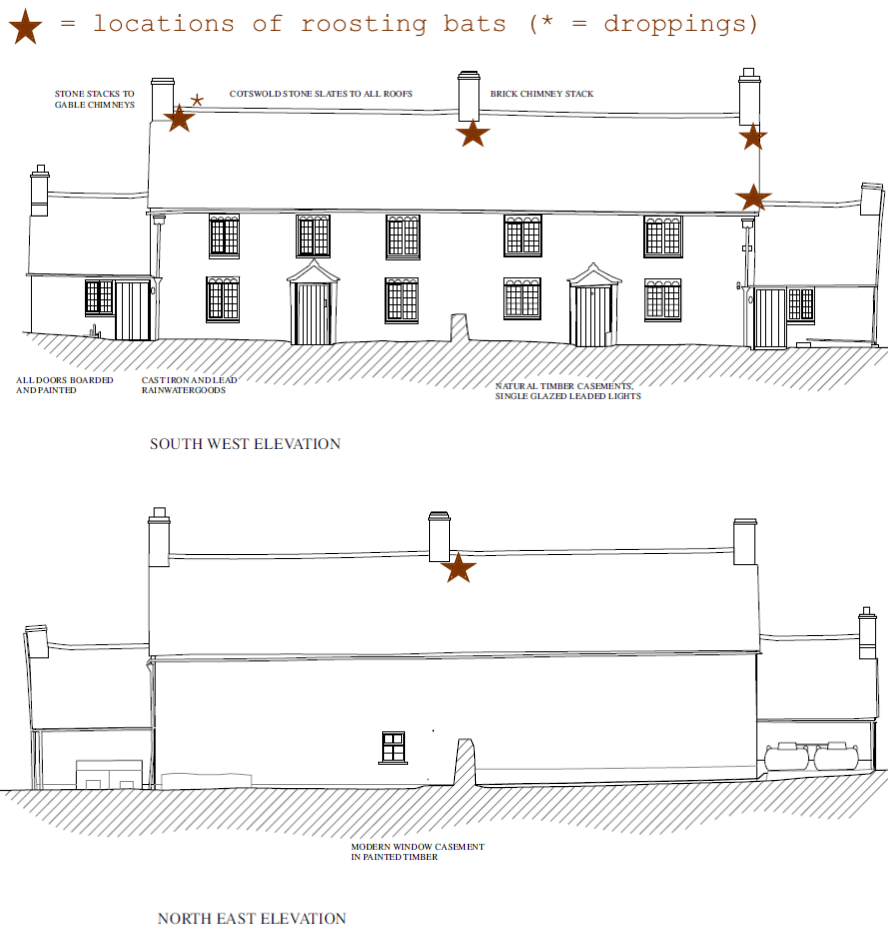 ★ = locations of roosting bats (* = droppings)
*
STONE STACKS TO
GABLE CHIMNEYS
COTSWOLD STONE SLATES TO ALL ROOFS
BRICK CHIMNEY STACK
ALL DOORS BOARDED
AND PAINTED
CAST IRON AND LEAD
RAINWATERGOODS
NATURAL TIMBER CASEMENTS,
SINGLE GLAZED LEADED LIGHTS
SOUTH WEST ELEVATION
MODERN WINDOW CASEMENT
IN PAINTED TIMBER
NORTH EAST ELEVATION